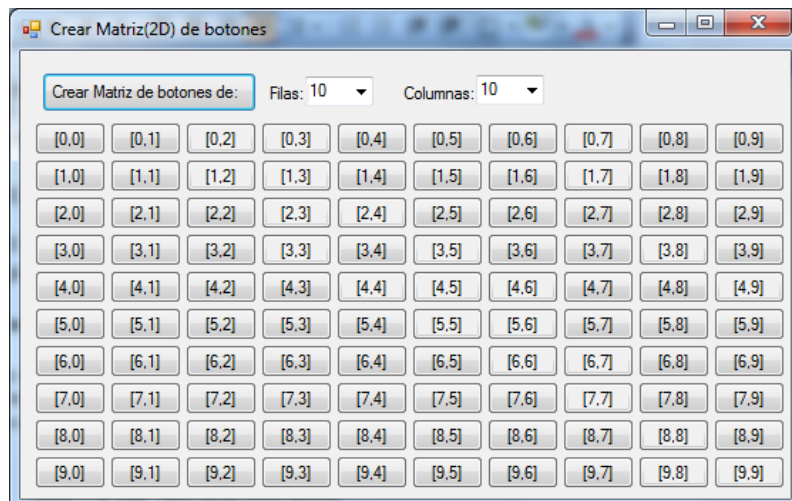 Crear Matriz(2D) de botones
Crear Matriz de botones de: Filas: 10 Columnas: 10
[0,0] [0,1] [0,2] [0,3] [0,4] [0,5] [0,6] [0,7] [0,8] [0,9]
[1,0] [1,1] [1,2] [1,3] [1,4] [1,5] [1,6] [1,7] [1,8] [1,9]
[2,0] [2,1] [2,2] [2,3] [2,4] [2,5] [2,6] [2,7] [2,8] [2,9]
[3,0] [3,1] [3,2] [3,3] [3,4] [3,5] [3,6] [3,7] [3,8] [3,9]
[4,0] [4,1] [4,2] [4,3] [4,4] [4,5] [4,6] [4,7] [4,8] [4,9]
[5,0] [5,1] [5,2] [5,3] [5,4] [5,5] [5,6] [5,7] [5,8] [5,9]
[6,0] [6,1] [6,2] [6,3] [6,4] [6,5] [6,6] [6,7] [6,8] [6,9]
[7,0] [7,1] [7,2] [7,3] [7,4] [7,5] [7,6] [7,7] [7,8] [7,9]
[8,0] [8,1] [8,2] [8,3] [8,4] [8,5] [8,6] [8,7] [8,8] [8,9]
[9,0] [9,1] [9,2] [9,3] [9,4] [9,5] [9,6] [9,7] [9,8] [9,9]